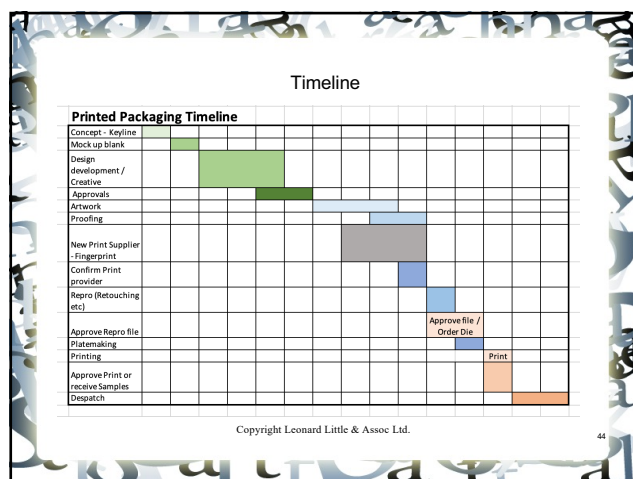 Timeline
Printed Packaging Timeline
Concept - Keyline
Mock up blank
Design
development /
Creative
Approvals
Artwork
Proofing
New Print Supplier
- Fingerprint
Confirm Print
provider
Repro (Retouching
etc)
Approve file /
Order Die
Approve Repro file
Platemaking
Printing
Print
Approve Print or
receive Samples
Despatch
Copyright Leonard Little & Assoc Ltd.
44